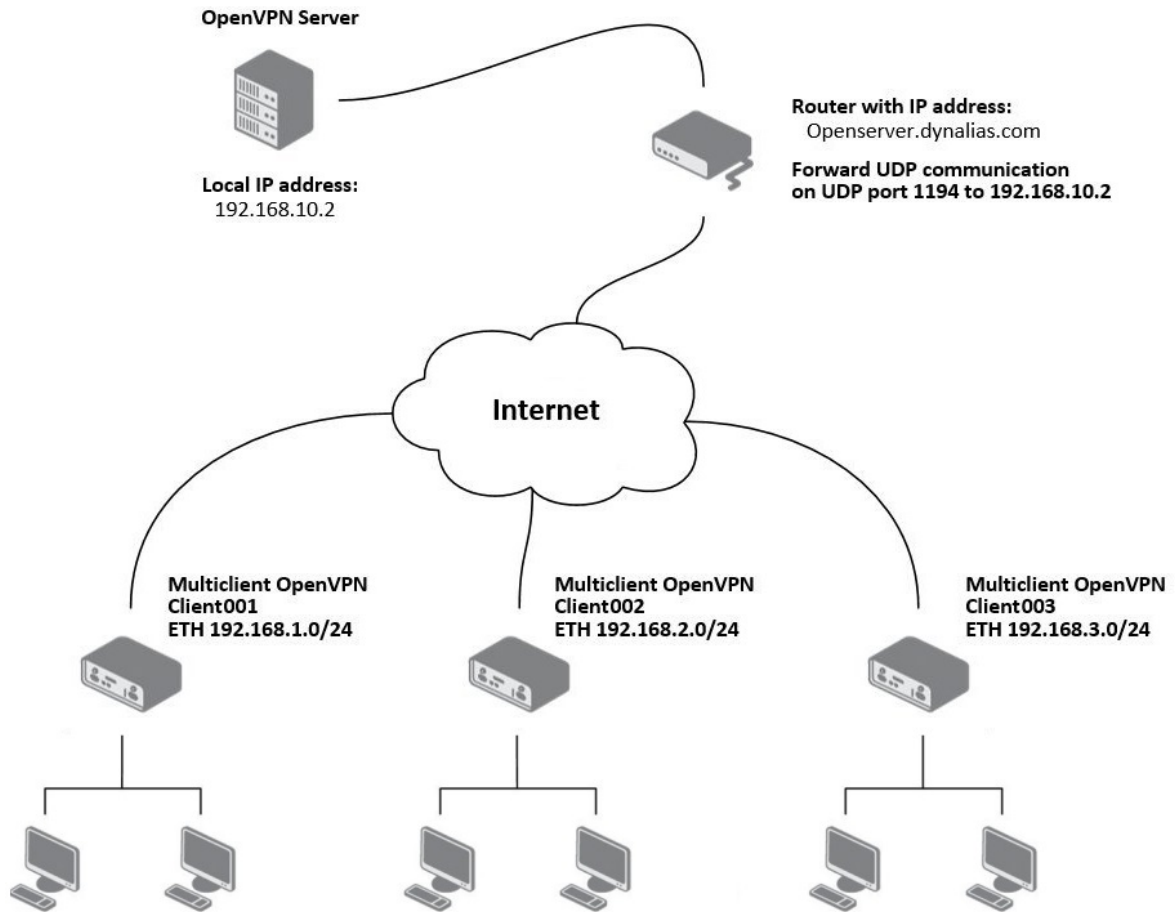 OpenVPN Server
Local IP address:
192.168.10.2
Router with IP address:
Openserver.dynalias.com
Forward UDP communication
on UDP port 1194 to 192.168.10.2
Internet
Multiclient OpenVPN
Client001
ETH 192.168.1.0/24
Multiclient OpenVPN
Client002
ETH 192.168.2.0/24
Multiclient OpenVPN
Client003
ETH 192.168.3.0/24